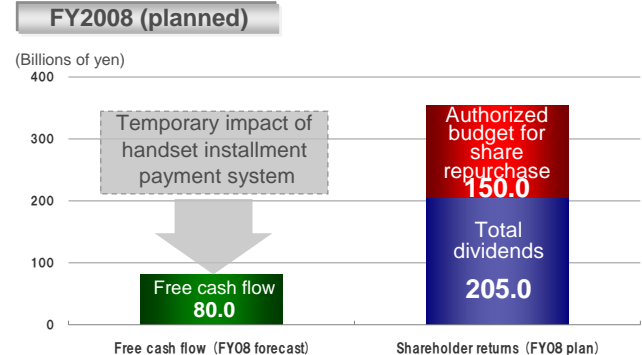 FY2008 (planned)
(Billions of yen)
400
300
200
100
0
Temporary impact of
handset installment
payment system
Free cash flow
80.0
Authorized
budget for
share
repurchase
150.0
Total
dividends
205.0
Free cash flow (FY08 forecast)
Shareholder returns (FY08 plan)